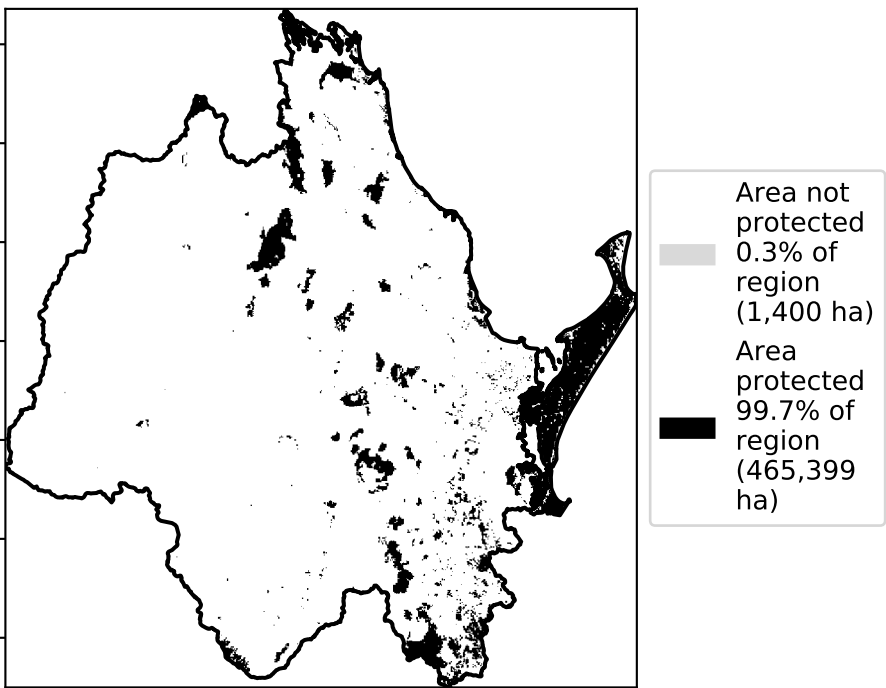 Area not
protected
0.3% of
region
(1,400 ha)
Area
protected
99.7% of
region
(465,399
ha)